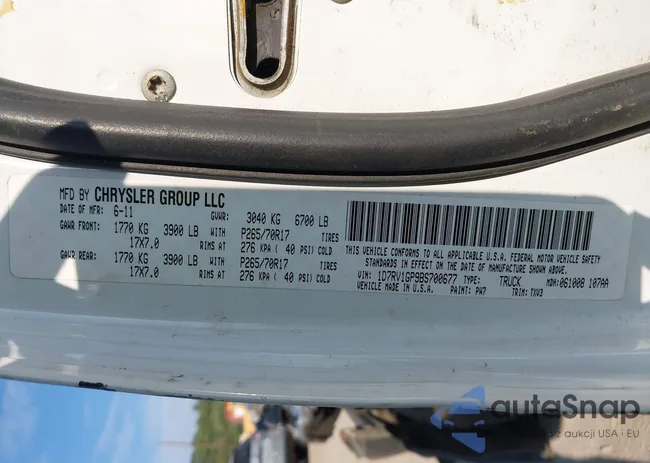 MFD BY CHRYSLER GROUP LLC
DATE OF MFR: 6-11 GVWR: 3040 KG 6700 LB
GAWR FRONT: 1770 KG 3900 LB WITH P265/70R17 TIRES
17X7.0 RIMS AT 276 KPA ( 40 PSI) COLD
GAWR REAR: 1770 KG 3900 LB WITH P265/70R17 TIRES
17X7.0 RIMS AT 276 KPA ( 40 PSI) COLD
THIS VEHICLE CONFORMS TO ALL APPLICABLE U.S.A. FEDERAL MOTOR VEHICLE SAFETY
STANDARDS IN EFFECT ON THE DATE OF MANUFACTURE SHOWN ABOVE.
VIN: 1D7RV1GP9BS700677 TYPE: TRUCK MDH: 061008 107AA
VEHICLE MADE IN U.S.A. PAINT: PW7 TRIM: TXV3
autoSnap
z aukcji USA i EU